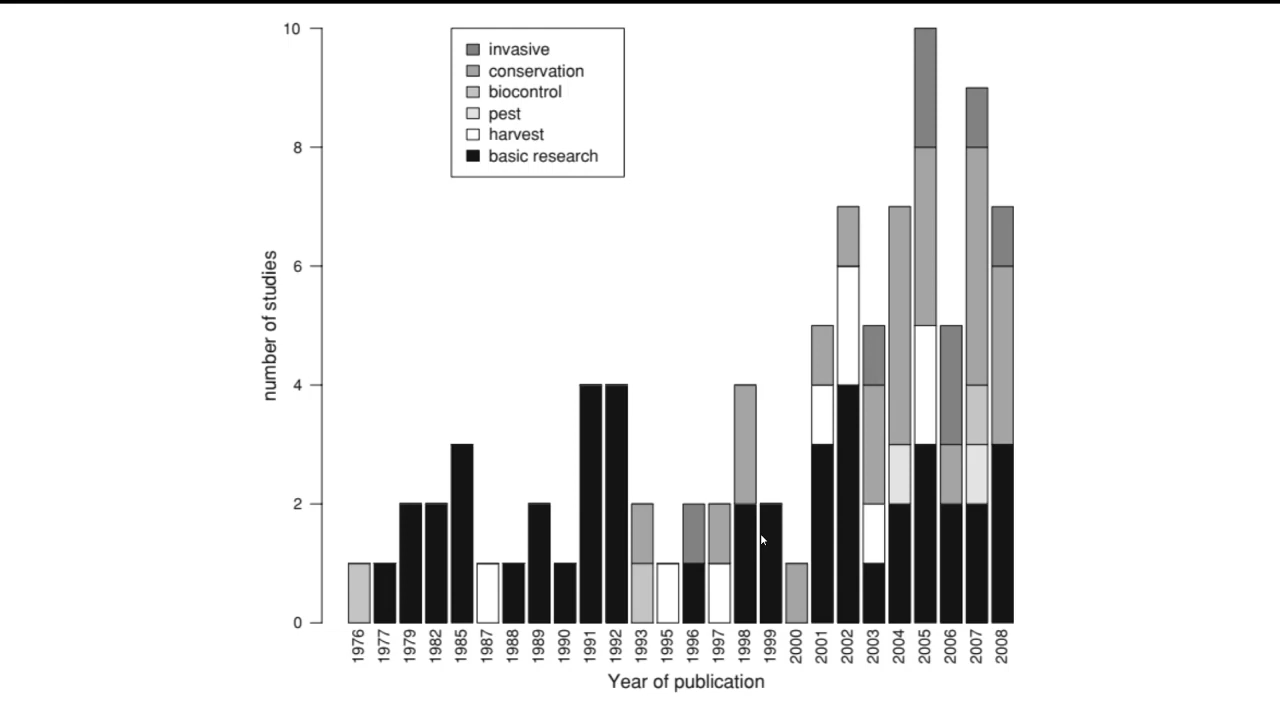 10
8
6
4
2
0
number of studies
invasive
conservation
biocontrol
pest
harvest
basic research
1976 1977 1979 1982 1985 1987 1988 1989 1990 1991 1992 1993 1995 1996 1997 1998 1999 2000 2001 2002 2003 2004 2005 2006 2007 2008
Year of publication